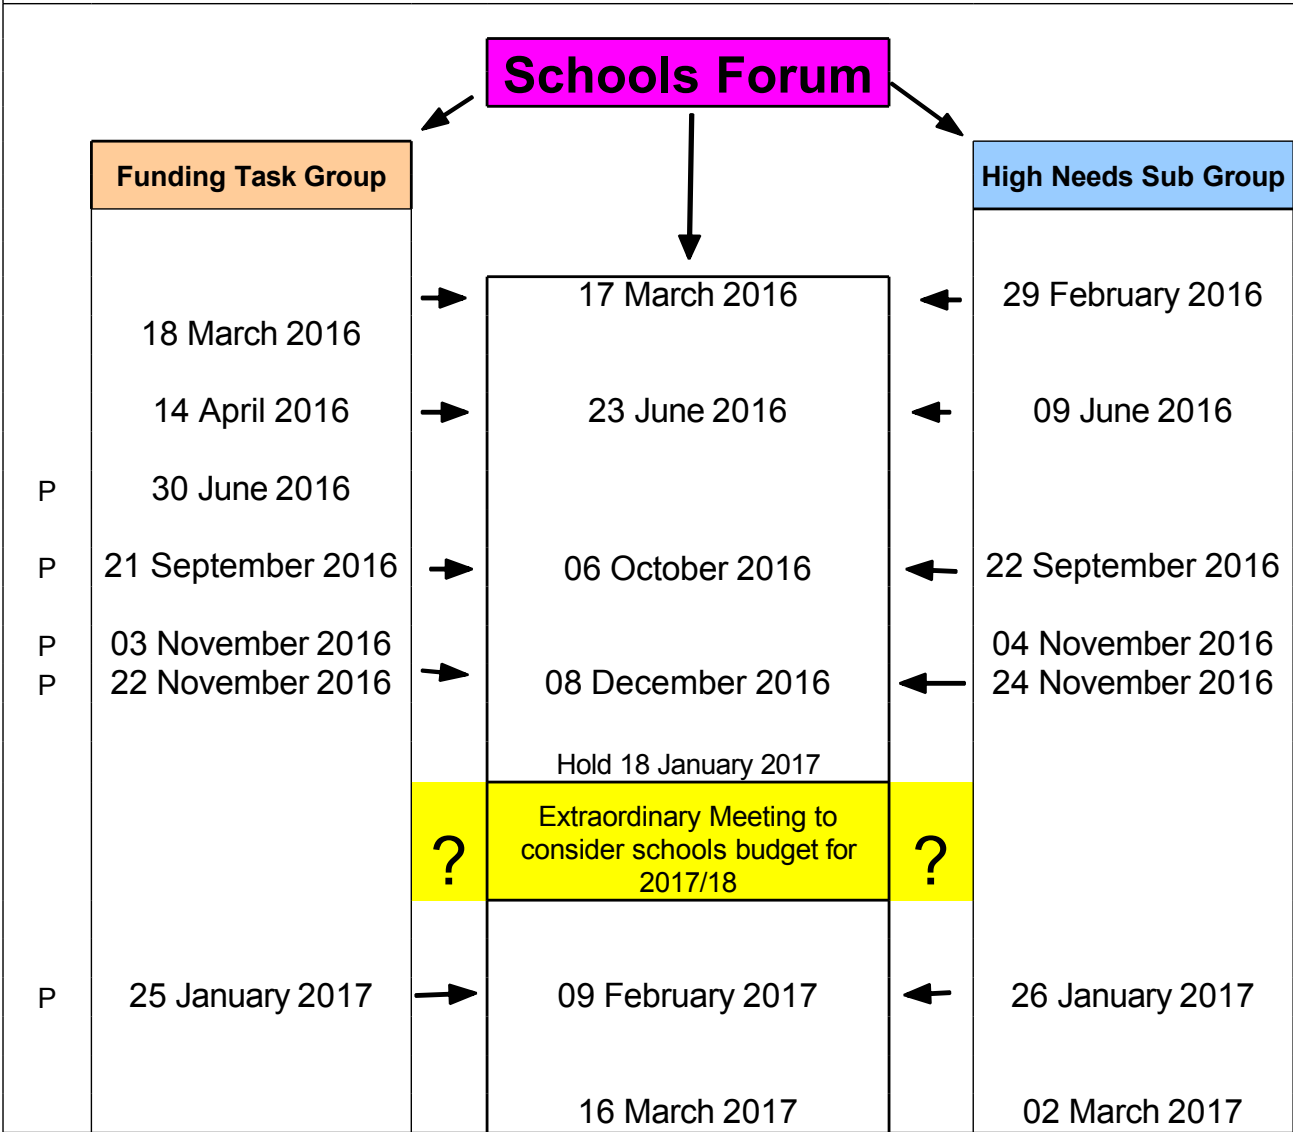 Schools Forum
Funding Task Group
High Needs Sub Group
17 March 2016
29 February 2016
18 March 2016
14 April 2016
23 June 2016
09 June 2016
P
30 June 2016
P
21 September 2016
06 October 2016
22 September 2016
P
03 November 2016
04 November 2016
P
22 November 2016
08 December 2016
24 November 2016
Hold 18 January 2017
?
Extraordinary Meeting to
consider schools budget for
2017/18
?
P
25 January 2017
09 February 2017
26 January 2017
16 March 2017
02 March 2017